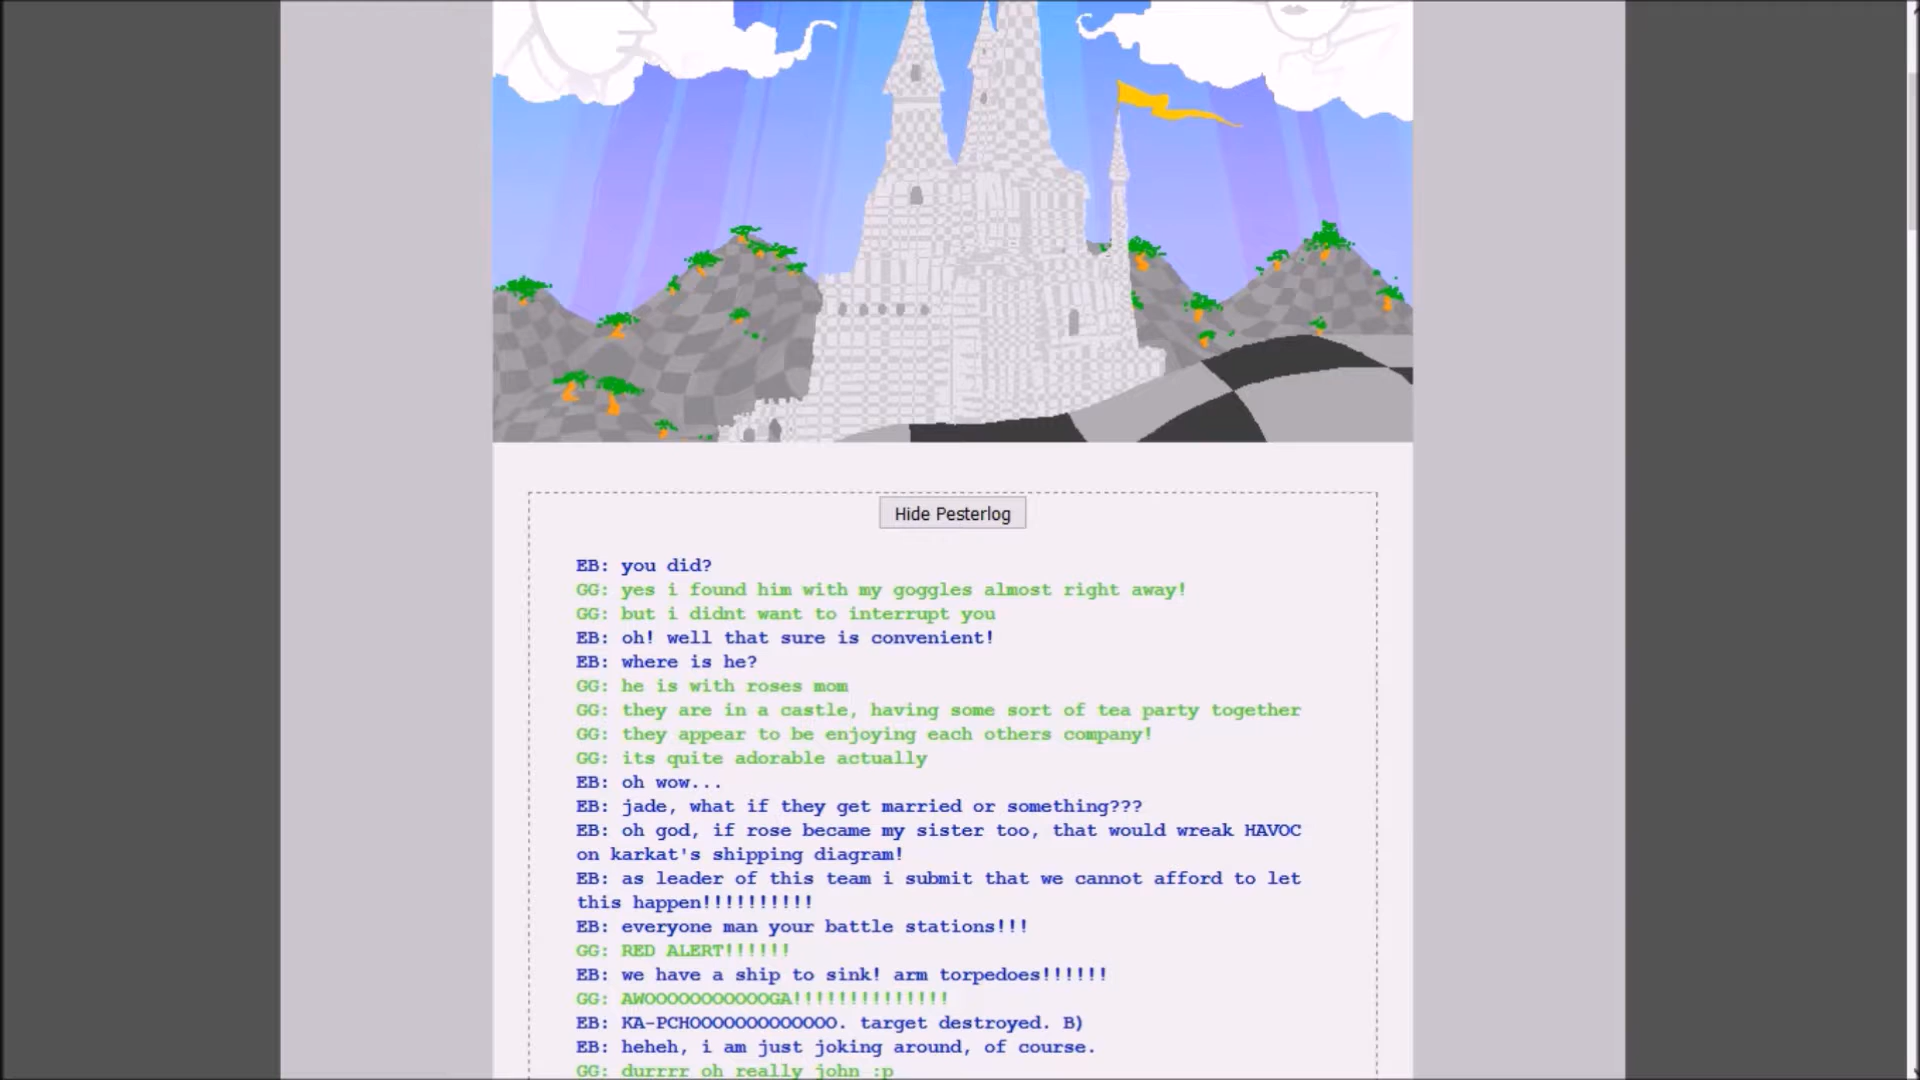 Hide Pesterlog
EB: you did?
GG: yes i found him with my goggles almost right away!
GG: but i didnt want to interrupt you
EB: oh! well that sure is convenient!
EB: where is he?
GG: he is with roses mom
GG: they are in a castle, having some sort of tea party together
GG: they appear to be enjoying each others company!
GG: its quite adorable actually
EB: oh wow...
EB: jade, what if they get married or something???
EB: oh god, if rose became my sister too, that would wreak HAVOC
on karkat's shipping diagram!
EB: as leader of this team i submit that we cannot afford to let
this happen!!!!!!!!!!
EB: everyone man your battle stations!!!
GG: RED ALERT!!!!!!
EB: we have a ship to sink! arm torpedoes!!!!!!
GG: AWOOOOOOOOOOOGA!!!!!!!!!!!!!!
EB: KA-PCHOOOOOOOOOOOOO. target destroyed. B)
EB: heheh, i am just joking around, of course.
GG: durrrr oh really john :p